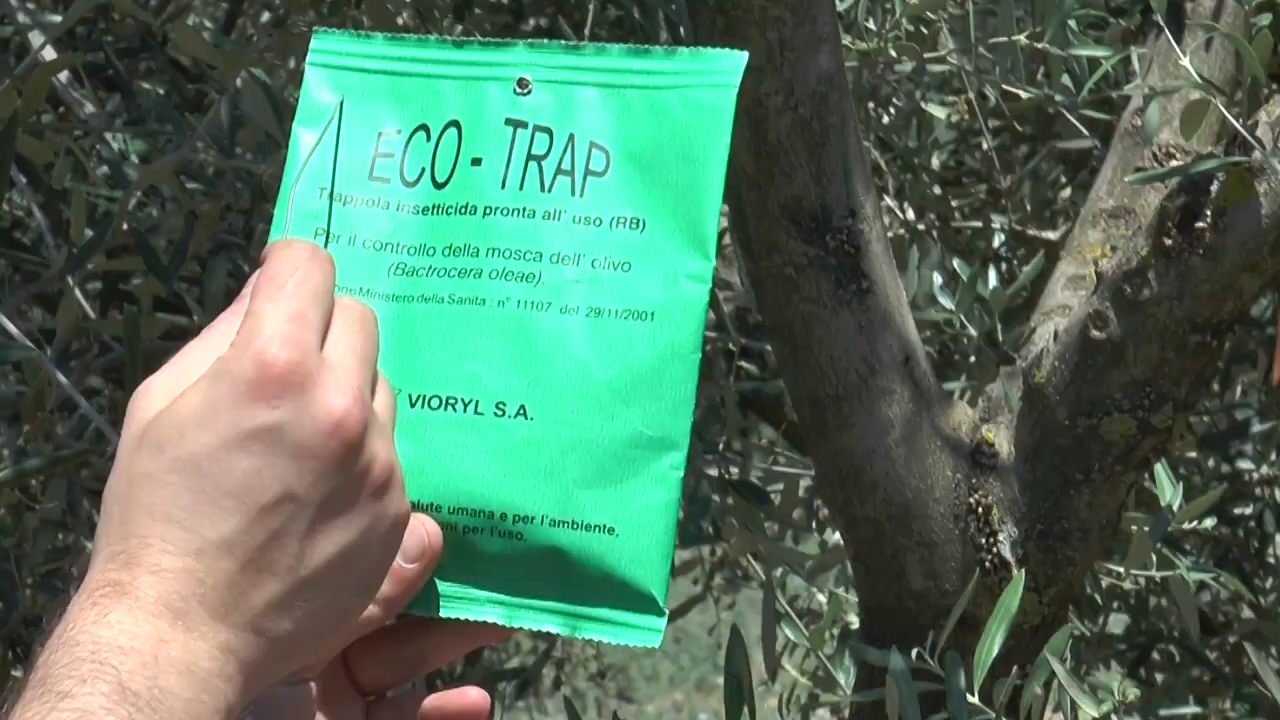 ECO - TRAP
Trappola insetticida pronta all' uso (RB)
Per il controllo della mosca dell' olivo
(Bactrocera oleae).
Ministero della Sanita : n° 11107 del 29/11/2001
VIORYL S.A.
umana e per l'ambiente,
per l'uso.